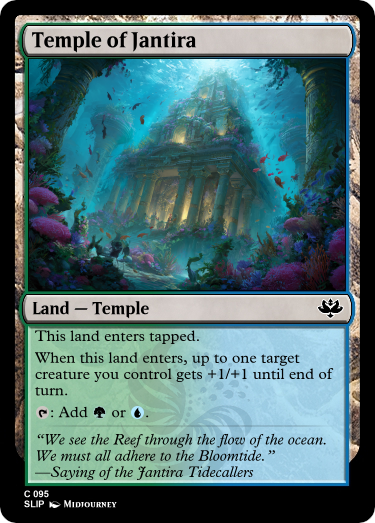 Temple of Jantira
Land — Temple
This land enters tapped.
When this land enters, up to one target
creature you control gets +1/+1 until end of
turn.
: Add or .
“We see the Reef through the flow of the ocean.
We must all adhere to the Bloomtide.”
—Saying of the Jantira Tidecallers
C 095
SLIP Midjourney